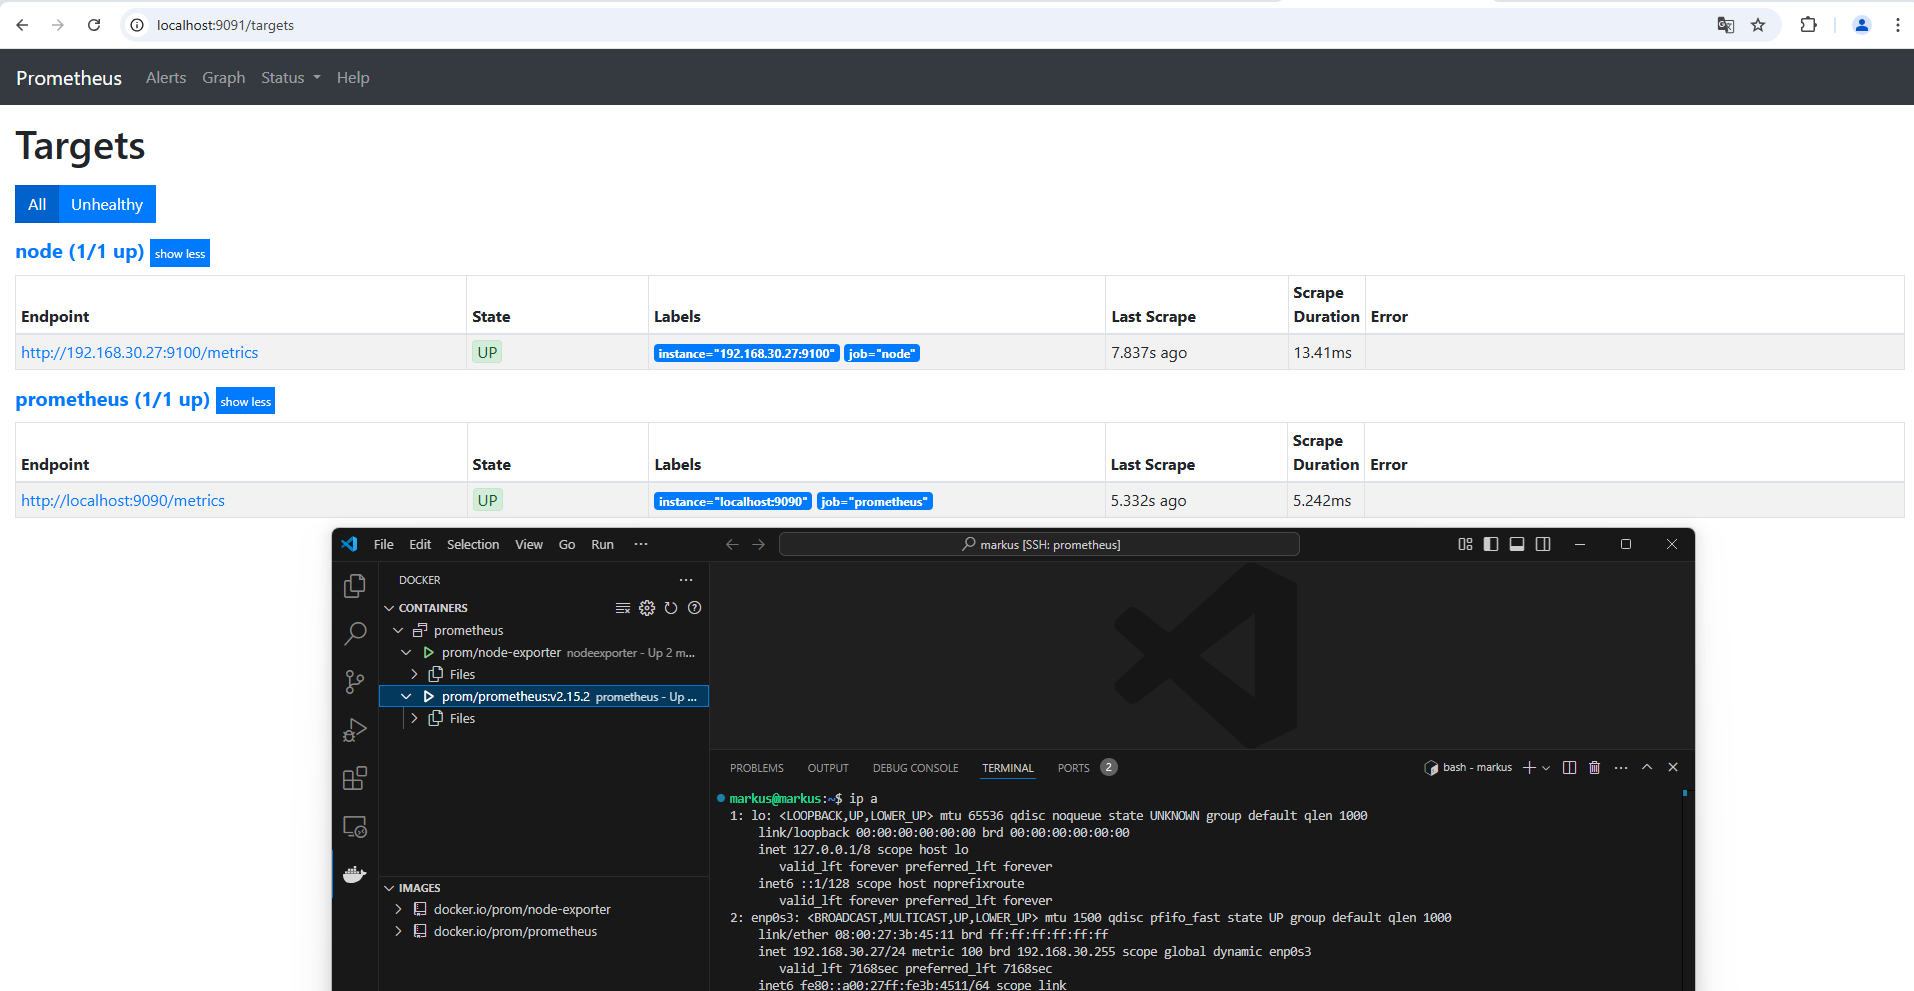 localhost:9091/targets
Prometheus Alerts Graph Status Help
Targets
All Unhealthy
node (1/1 up) show less
Endpoint State Labels Last Scrape Scrape Duration Error
http://192.168.30.27:9100/metrics UP instance="192.168.30.27:9100" job="node" 7.837s ago 13.41ms
prometheus (1/1 up) show less
Endpoint State Labels Last Scrape Scrape Duration Error
http://localhost:9090/metrics UP instance="localhost:9090" job="prometheus" 5.332s ago 5.242ms
File Edit Selection View Go Run ··· markus [SSH: prometheus]
DOCKER ···
CONTAINERS
prometheus
prom/node-exporter nodeexporter - Up 2 m...
Files
prom/prometheus:v2.15.2 prometheus - Up ...
Files
IMAGES
docker.io/prom/node-exporter
docker.io/prom/prometheus
PROBLEMS OUTPUT DEBUG CONSOLE TERMINAL PORTS 2 bash - markus
markus@markus:~$ ip a
1: lo: <LOOPBACK,UP,LOWER_UP> mtu 65536 qdisc noqueue state UNKNOWN group default qlen 1000
link/loopback 00:00:00:00:00:00 brd 00:00:00:00:00:00
inet 127.0.0.1/8 scope host lo
valid_lft forever preferred_lft forever
inet6 ::1/128 scope host noprefixroute
valid_lft forever preferred_lft forever
2: enp0s3: <BROADCAST,MULTICAST,UP,LOWER_UP> mtu 1500 qdisc pfifo_fast state UP group default qlen 1000
link/ether 08:00:27:3b:45:11 brd ff:ff:ff:ff:ff:ff
inet 192.168.30.27/24 metric 100 brd 192.168.30.255 scope global dynamic enp0s3
valid_lft 7168sec preferred_lft 7168sec
inet6 fe80::a00:27ff:fe3b:4511/64 scope link